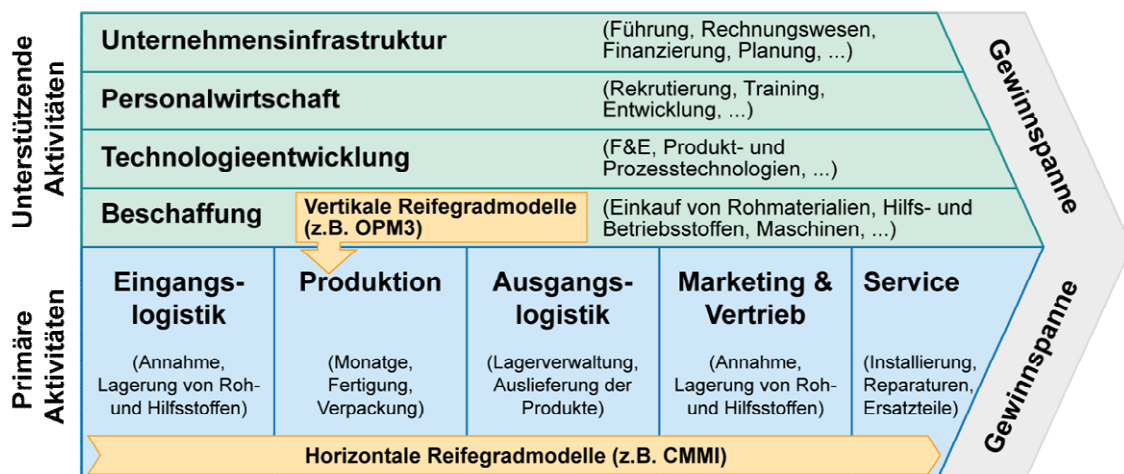 Unterstützende
Aktivitäten
Unternehmensinfrastruktur
(Führung, Rechnungswesen,
Finanzierung, Planung, ...)
Personalwirtschaft
(Rekrutierung, Training,
Entwicklung, ...)
Technologieentwicklung
(F&E, Produkt- und
Prozesstechnologien, ...)
Beschaffung
Vertikale Reifegradmodelle
(z.B. OPM3)
(Einkauf von Rohmaterialien, Hilfs- und
Betriebsstoffen, Maschinen, ...)
Gewinnspanne
Primäre
Aktivitäten
Eingangs-
logistik
(Annahme,
Lagerung von Roh-
und Hilfsstoffen)
Produktion
(Monatge,
Fertigung,
Verpackung)
Ausgangs-
logistik
(Lagerverwaltung,
Auslieferung der
Produkte)
Marketing &
Vertrieb
(Annahme,
Lagerung von Roh-
und Hilfsstoffen)
Service
(Installierung,
Reparaturen,
Ersatzteile)
Gewinnspanne
Horizontale Reifegradmodelle (z.B. CMMI)